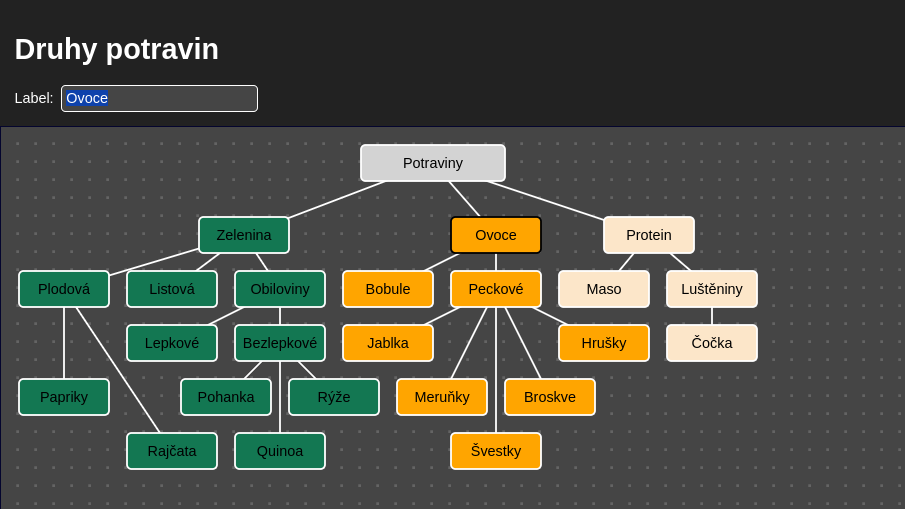 Druhy potravin
Label: Ovoce
Potraviny
Zelenina Ovoce Protein
Plodová Listová Obiloviny Bobule Peckové Maso Luštěniny
Lepkové Bezlepkové Jablka Hrušky Čočka
Papriky Pohanka Rýže Meruňky Broskve
Rajčata Quinoa Švestky